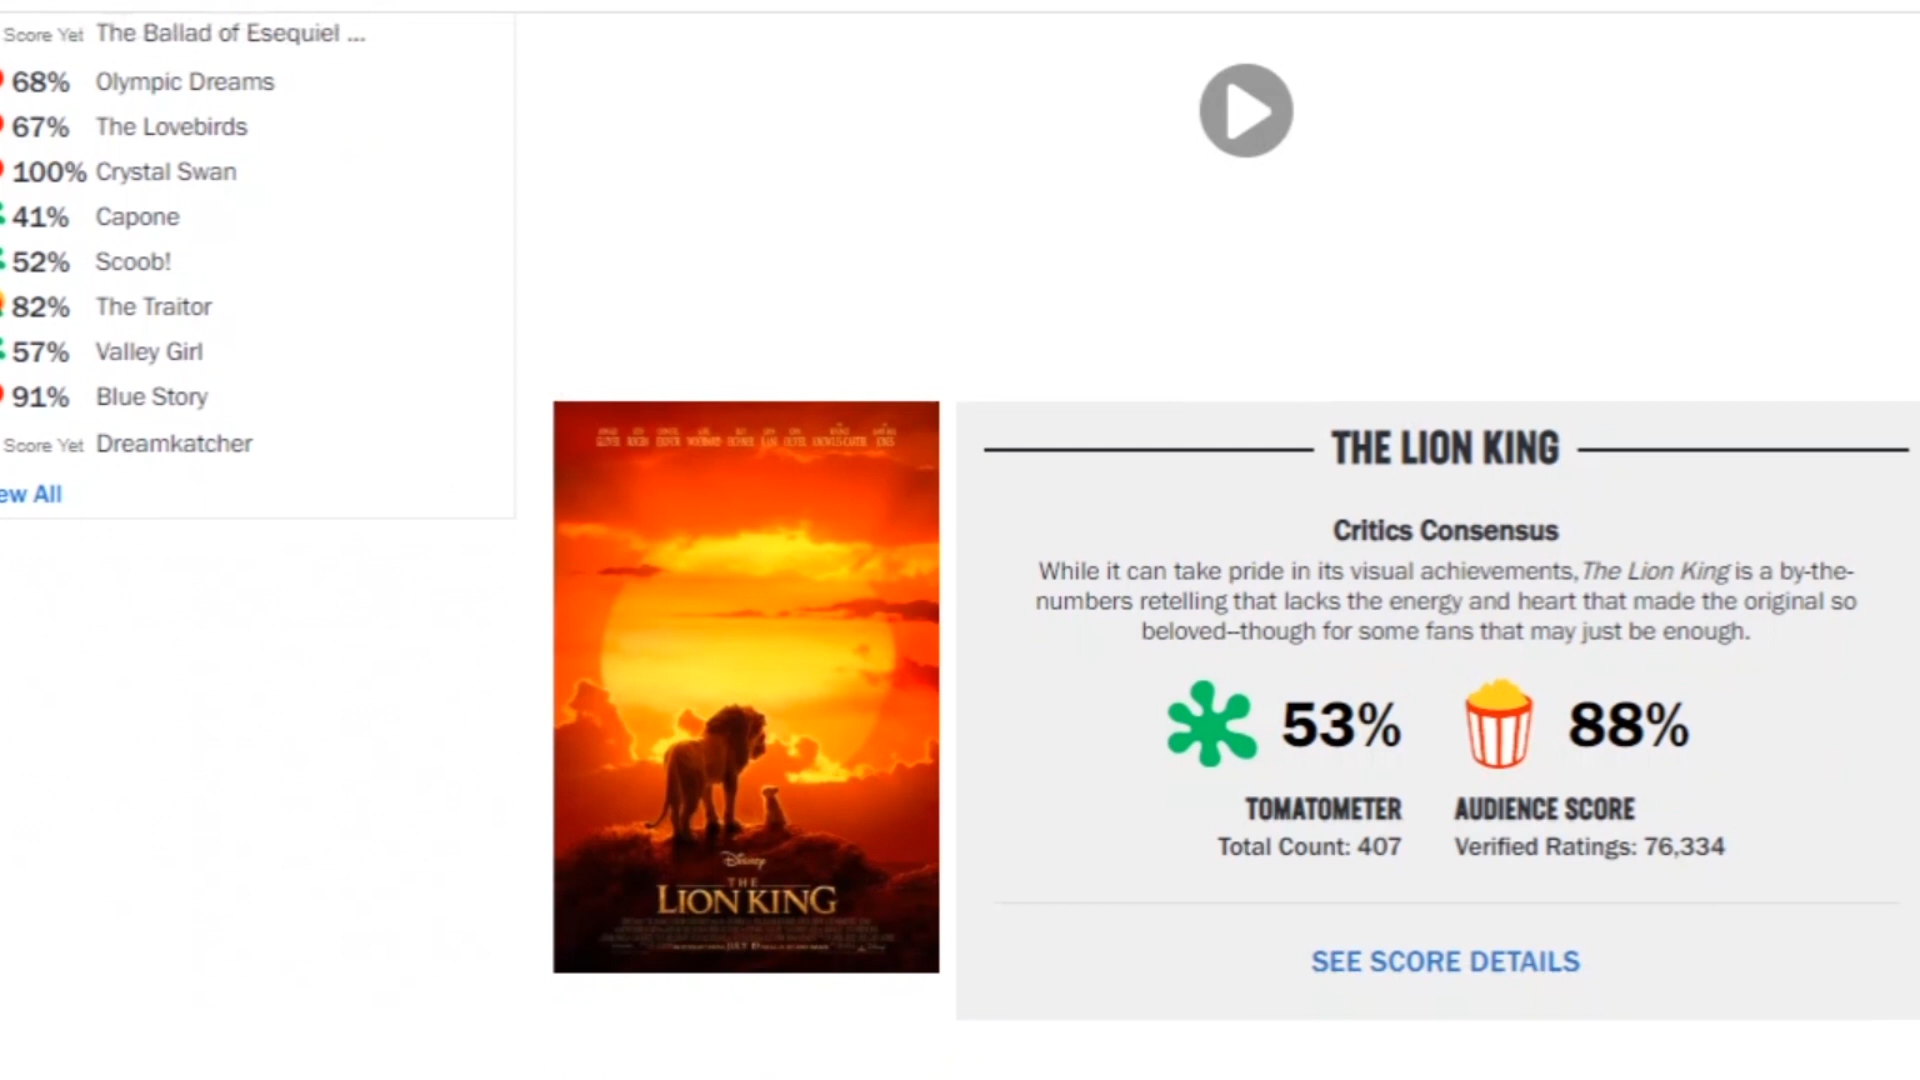 Score Yet The Ballad of Esequiel ...
68% Olympic Dreams
67% The Lovebirds
100% Crystal Swan
41% Capone
52% Scoob!
82% The Traitor
57% Valley Girl
91% Blue Story
Score Yet Dreamkatcher
ew All
Disney
THE
LION KING
THE LION KING
Critics Consensus
While it can take pride in its visual achievements, The Lion King is a by-the-
numbers retelling that lacks the energy and heart that made the original so
beloved--though for some fans that may just be enough.
53% 88%
TOMATOMETER AUDIENCE SCORE
Total Count: 407 Verified Ratings: 76,334
SEE SCORE DETAILS